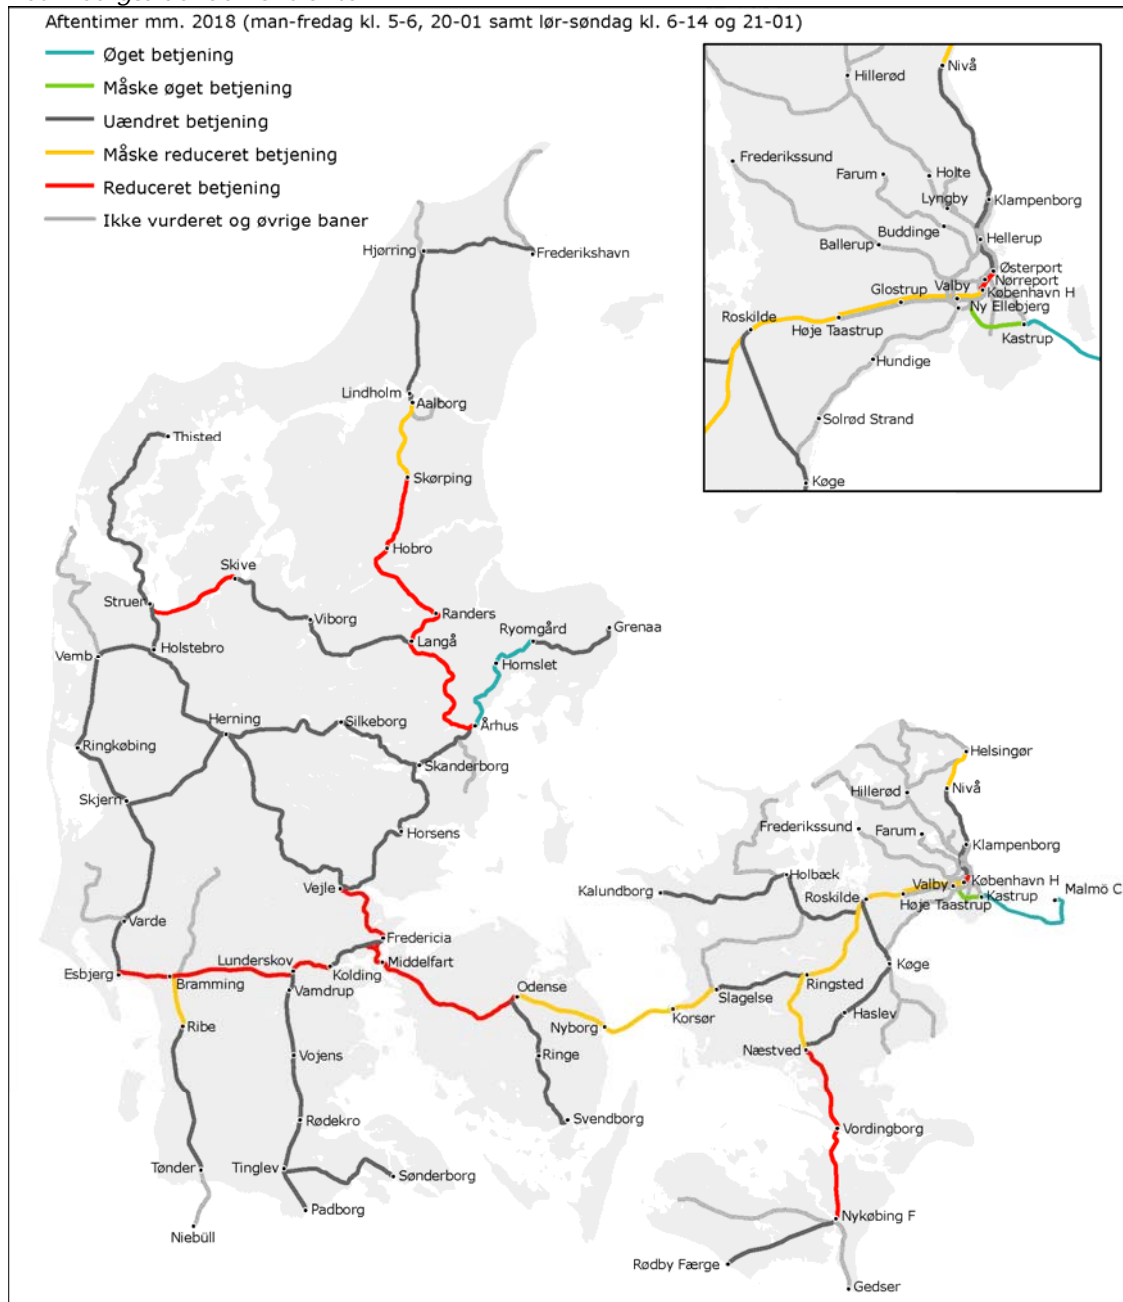 Aftentimer mm. 2018 (man-fredag kl. 5-6, 20-01 samt lør-søndag kl. 6-14 og 21-01)
Øget betjening
Måske øget betjening
Uændret betjening
Måske reduceret betjening
Reduceret betjening
Ikke vurderet og øvrige baner
Nivå
Hillerød
Frederikssund
Farum
Holte
Lyngby
Klampenborg
Buddinge
Ballerup
Hellerup
Østerport
Nørreport
Valby
København H
Glostrup
Ny Ellebjerg
Roskilde
Høje Taastrup
Kastrup
Hundige
Solrød Strand
Køge
Hjørring
Frederikshavn
Lindholm
Aalborg
Thisted
Skørping
Hobro
Skive
Struer
Viborg
Randers
Langå
Ryomgård
Grenaa
Holstebro
Vemb
Hornslet
Herning
Silkeborg
Århus
Ringkøbing
Skanderborg
Skjern
Horsens
Vejle
Varde
Fredericia
Lunderskov
Middelfart
Esbjerg
Bramming
Kolding
Vamdrup
Odense
Ribe
Nyborg
Korsør
Vojens
Ringe
Rødekro
Svendborg
Tønder
Tinglev
Sønderborg
Padborg
Niebüll
Helsingør
Hillerød
Nivå
Frederikssund
Farum
Klampenborg
Holbæk
Valby
København H
Kalundborg
Roskilde
Høje Taastrup
Kastrup
Malmö C
Køge
Slagelse
Ringsted
Haslev
Næstved
Vordingborg
Nykøbing F
Rødby Færge
Gedser